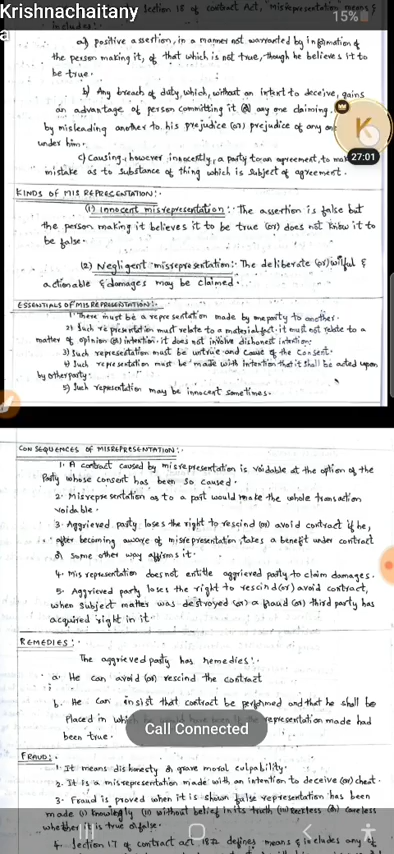 Krishnachaitany
a
15%
Section 18 of contract Act, Misrepresentation means &
includes:
a) positive assertion, in a manner not warranted by information of
the person making it, of that which is not true, though he believes it to
be true.
b) Any breach of duty which, without an intent to deceive, gains
an advantage of person committing it (or) any one claiming
by misleading another to his prejudice (or) prejudice of any
under him.
c) Causing, however innocently, a party to an agreement, to
mistake as to substance of thing which is subject of agreement.
K
27:01
KINDS OF MIS REPRESENTATION:-
(1) Innocent misrepresentation:- The assertion is false but
the person making it believes it to be true (or) does not know it to
be false.
(2) Negligent misrepresentation:- The deliberate (or) wilful &
actionable & damages may be claimed.
ESSENTIALS OF MISREPRESENTATION:-
1. There must be a representation made by one party to another.
2) Such representation must relate to a material fact. it must not relate to a
matter of opinion (or) intention. it does not involve dishonest intention.
3) Such representation must be untrue and cause of the consent.
4) Such representation must be made with intention that it shall be acted upon
by other party.
5) Such representation may be innocent sometimes.
CONSEQUENCES OF MISREPRESENTATION:-
1. A contract caused by misrepresentation is voidable at the option of the
Party whose consent has been so caused.
2. Misrepresentation as to a part would make the whole transaction
voidable.
3. Aggrieved party loses the right to rescind (or) avoid contract if he,
after becoming aware of misrepresentation, takes a benefit under contract
or some other way affirms it.
4. Misrepresentation does not entitle aggrieved party to claim damages.
5. Aggrieved party loses the right to rescind (or) avoid contract,
when subject matter was destroyed (or) a fraud (or) third party has
acquired right in it.
REMEDIES:-
The aggrieved party has remedies:-
a. He can avoid (or) rescind the contract
b. He can insist that contract be performed and that he shall be
Placed in which representation made had
been true.
Call Connected
FRAUD:-
1. It means dishonesty & grave moral culpability.
2. It is a misrepresentation made with an intention to deceive (or) cheat.
3. Fraud is proved when it is shown false representation has been
made (i) knowingly (ii) without belief in its truth (iii) reckless & careless
whether it is true or false.
4. Section 17 of contract act, 1872 defines means & includes any of